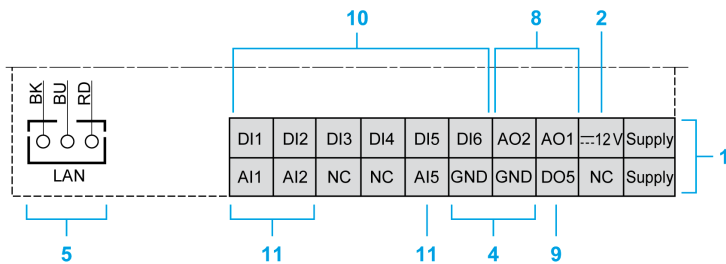 10 8 2
BK BU RD
DI1 DI2 DI3 DI4 DI5 DI6 AO2 AO1 ⎓12 V Supply
1
AI1 AI2 NC NC AI5 GND GND DO5 NC Supply
LAN
5 11 11 4 9